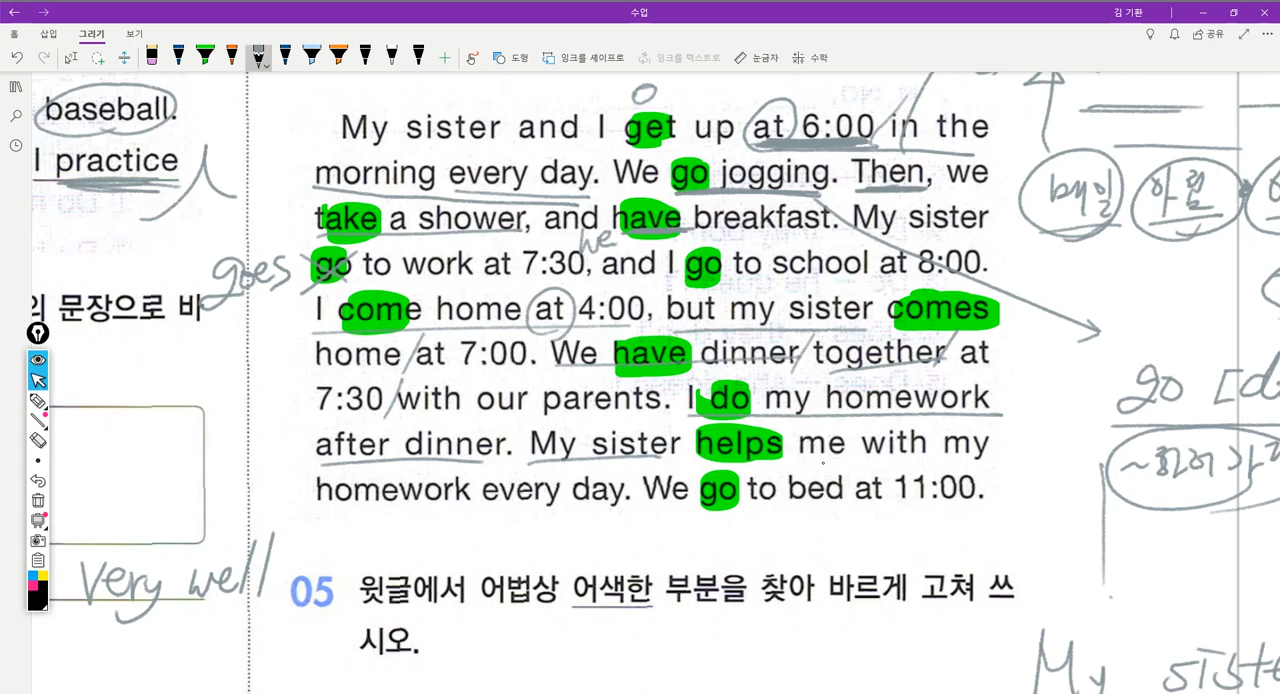 수업
김 기환
홈 삽입 그리기 보기
공유
도형
잉크를 셰이프로
잉크를 텍스트로
눈금자
수학
baseball.
I practice
의 문장으로 바
very well
My sister and I get up at 6:00 in the
morning every day. We go jogging. Then, we
take a shower, and have breakfast. My sister
he
goes
go to work at 7:30, and I go to school at 8:00.
I come home at 4:00, but my sister comes
home at 7:00. We have dinner together at
7:30 with our parents. I do my homework
after dinner. My sister helps me with my
homework every day. We go to bed at 11:00.
05 윗글에서 어법상 어색한 부분을 찾아 바르게 고쳐 쓰
시오.
매일 아침
go
My